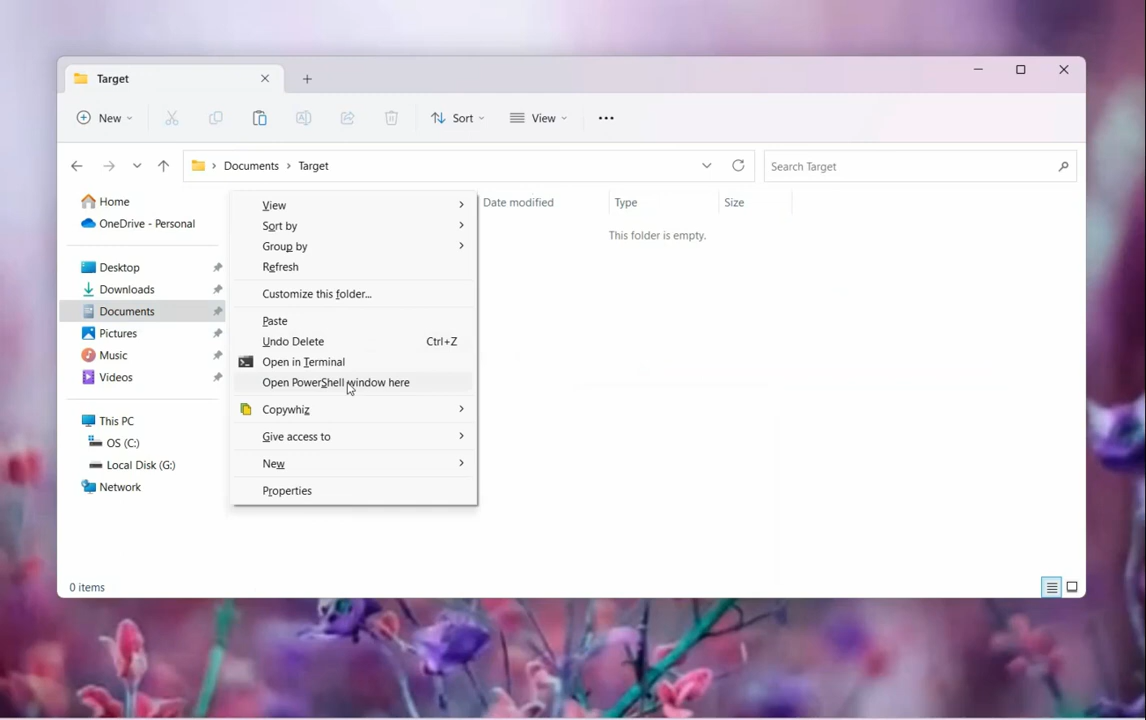 Target
New
Sort
View
Documents
Target
Search Target
Home
OneDrive - Personal
Desktop
Downloads
Documents
Pictures
Music
Videos
This PC
OS (C:)
Local Disk (G:)
Network
View
Sort by
Group by
Refresh
Customize this folder...
Paste
Undo Delete Ctrl+Z
Open in Terminal
Open PowerShell window here
Copywhiz
Give access to
New
Properties
Date modified Type Size
This folder is empty.
0 items